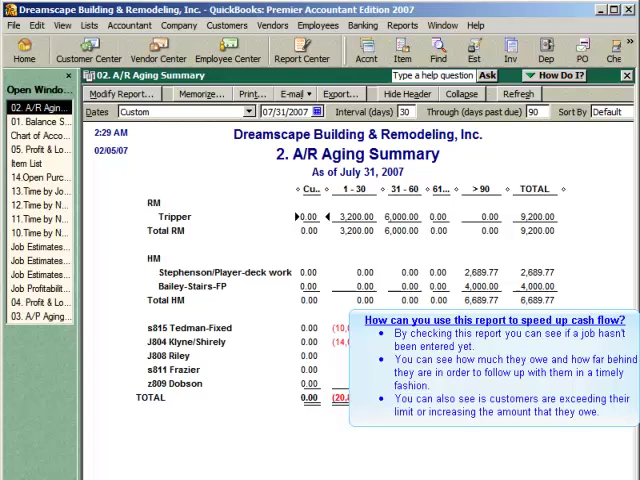 Dreamscape Building & Remodeling, Inc. - QuickBooks: Premier Accountant Edition 2007
File Edit View Lists Accountant Company Customers Vendors Employees Banking Reports Window Help
Home Customer Center Vendor Center Employee Center Report Center Accnt Item Find Est Inv Dep PO Che
Open Windo...
02. A/R Agin...
01. Balance S...
Chart of Acco...
05. Profit & Lo...
Item List
14.Open Purc...
13.Time by Jo...
12.Time by N...
11.Time by N...
10.Time by N...
Job Estimates...
Job Estimates...
Job Estimates...
Job Profitabilit...
04. Profit & Lo...
03. A/P Aging...
02. A/R Aging Summary Type a help question Ask How Do I?
Modify Report... Memorize... Print... E-mail Export... Hide Header Collapse Refresh
Dates Custom 07/31/2007 Interval (days) 30 Through (days past due) 90 Sort By Default
2:29 AM
02/05/07
Dreamscape Building & Remodeling, Inc.
2. A/R Aging Summary
As of July 31, 2007
Cu... 1 - 30 31 - 60 61... > 90 TOTAL
RM
Tripper 0.00 3,200.00 6,000.00 0.00 0.00 9,200.00
Total RM 0.00 3,200.00 6,000.00 0.00 0.00 9,200.00
HM
Stephenson/Player-deck work 0.00 0.00 0.00 0.00 2,689.77 2,689.77
Bailey-Stairs-FP 0.00 0.00 0.00 0.00 4,000.00 4,000.00
Total HM 0.00 0.00 0.00 0.00 6,689.77 6,689.77
s815 Tedman-Fixed 0.00 (10,
J804 Klyne/Shirely 0.00 (14,
J808 Riley 0.00
s811 Frazier 0.00
z809 Dobson 0.00
TOTAL 0.00 (20,8
How can you use this report to speed up cash flow?
• By checking this report you can see if a job hasn't
been entered yet.
• You can see how much they owe and how far behind
they are in order to follow up with them in a timely
fashion.
• You can also see is customers are exceeding their
limit or increasing the amount that they owe.